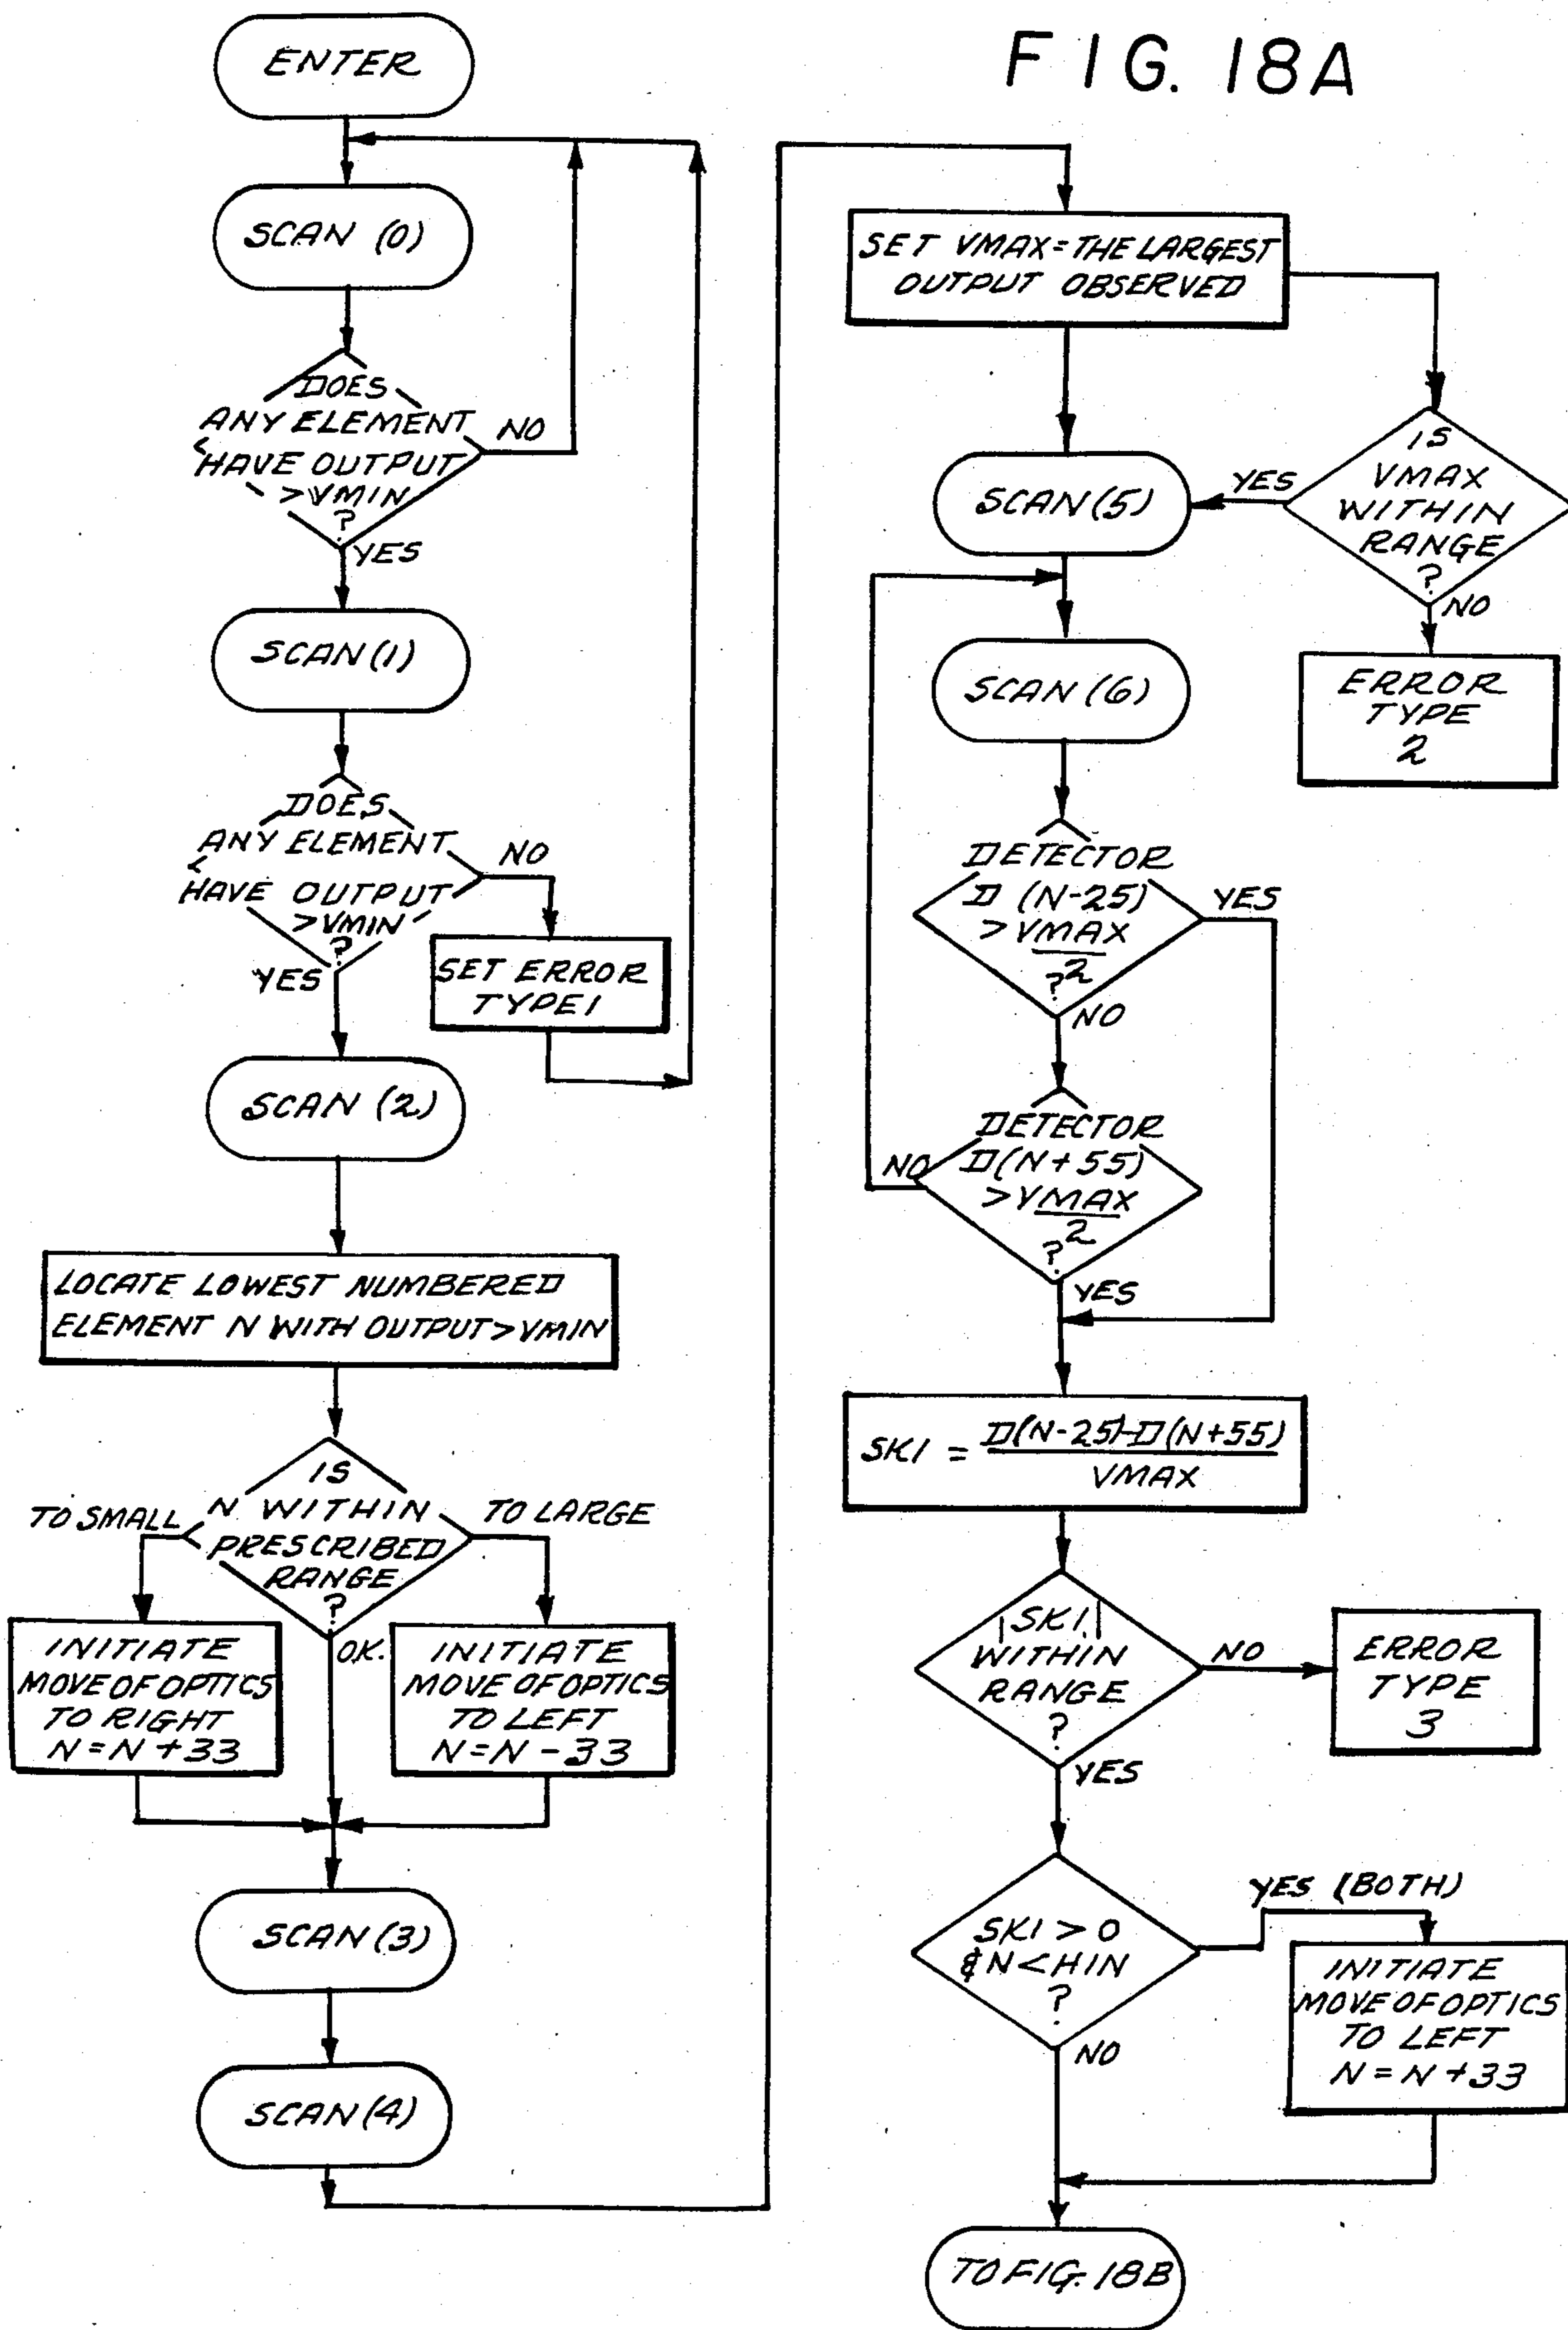 FIG. 18A
ENTER
SCAN (0)
DOES
ANY ELEMENT
HAVE OUTPUT
>VMIN
?
NO
YES
SCAN(1)
DOES
ANY ELEMENT
HAVE OUTPUT
>VMIN
?
NO
YES
SET ERROR
TYPE1
SCAN (2)
LOCATE LOWEST NUMBERED
ELEMENT N WITH OUTPUT>VMIN
IS
N WITHIN
PRESCRIBED
RANGE
?
TO SMALL
TO LARGE
OK.
INITIATE
MOVE OF OPTICS
TO RIGHT
N=N+33
INITIATE
MOVE OF OPTICS
TO LEFT
N=N-33
SCAN(3)
SCAN(4)
SET VMAX=THE LARGEST
OUTPUT OBSERVED
IS
VMAX
WITHIN
RANGE
?
YES
NO
ERROR
TYPE
2
SCAN(5)
SCAN(6)
DETECTOR
D (N-25)
>VMAX
2
?
YES
NO
DETECTOR
D(N+55)
>VMAX
2
?
NO
YES
SK1 = D(N-25)-D(N+55)
VMAX
|SK1|
WITHIN
RANGE
?
NO
ERROR
TYPE
3
YES
SK1 > 0
&N<HIN
?
YES (BOTH)
NO
INITIATE
MOVE OF OPTICS
TO LEFT
N=N+33
TO FIG. 18B